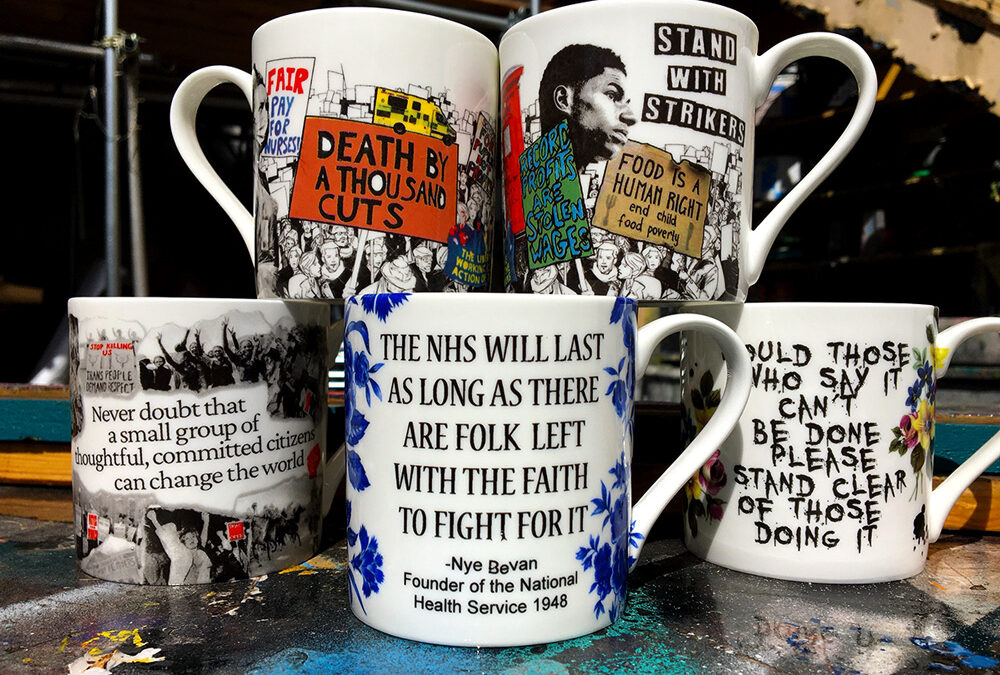 FAIR
PAY
FOR
NURSES!
DEATH BY
A THOUSAND
CUTS
WORKING
ACTION
STAND
WITH
STRIKERS
RECORD
PROFITS
ARE
STOLEN
WAGES
FOOD IS A
HUMAN RIGHT
end child
food poverty
STOP KILLING
US
TRANS PEOPLE
DEMAND RESPECT
Never doubt that
a small group of
thoughtful, committed citizens
can change the world
THE NHS WILL LAST
AS LONG AS THERE
ARE FOLK LEFT
WITH THE FAITH
TO FIGHT FOR IT
-Nye Bevan
Founder of the National
Health Service 1948
OULD THOSE
WHO SAY IT
CAN'T
BE DONE
PLEASE
STAND CLEAR
OF THOSE
DOING IT